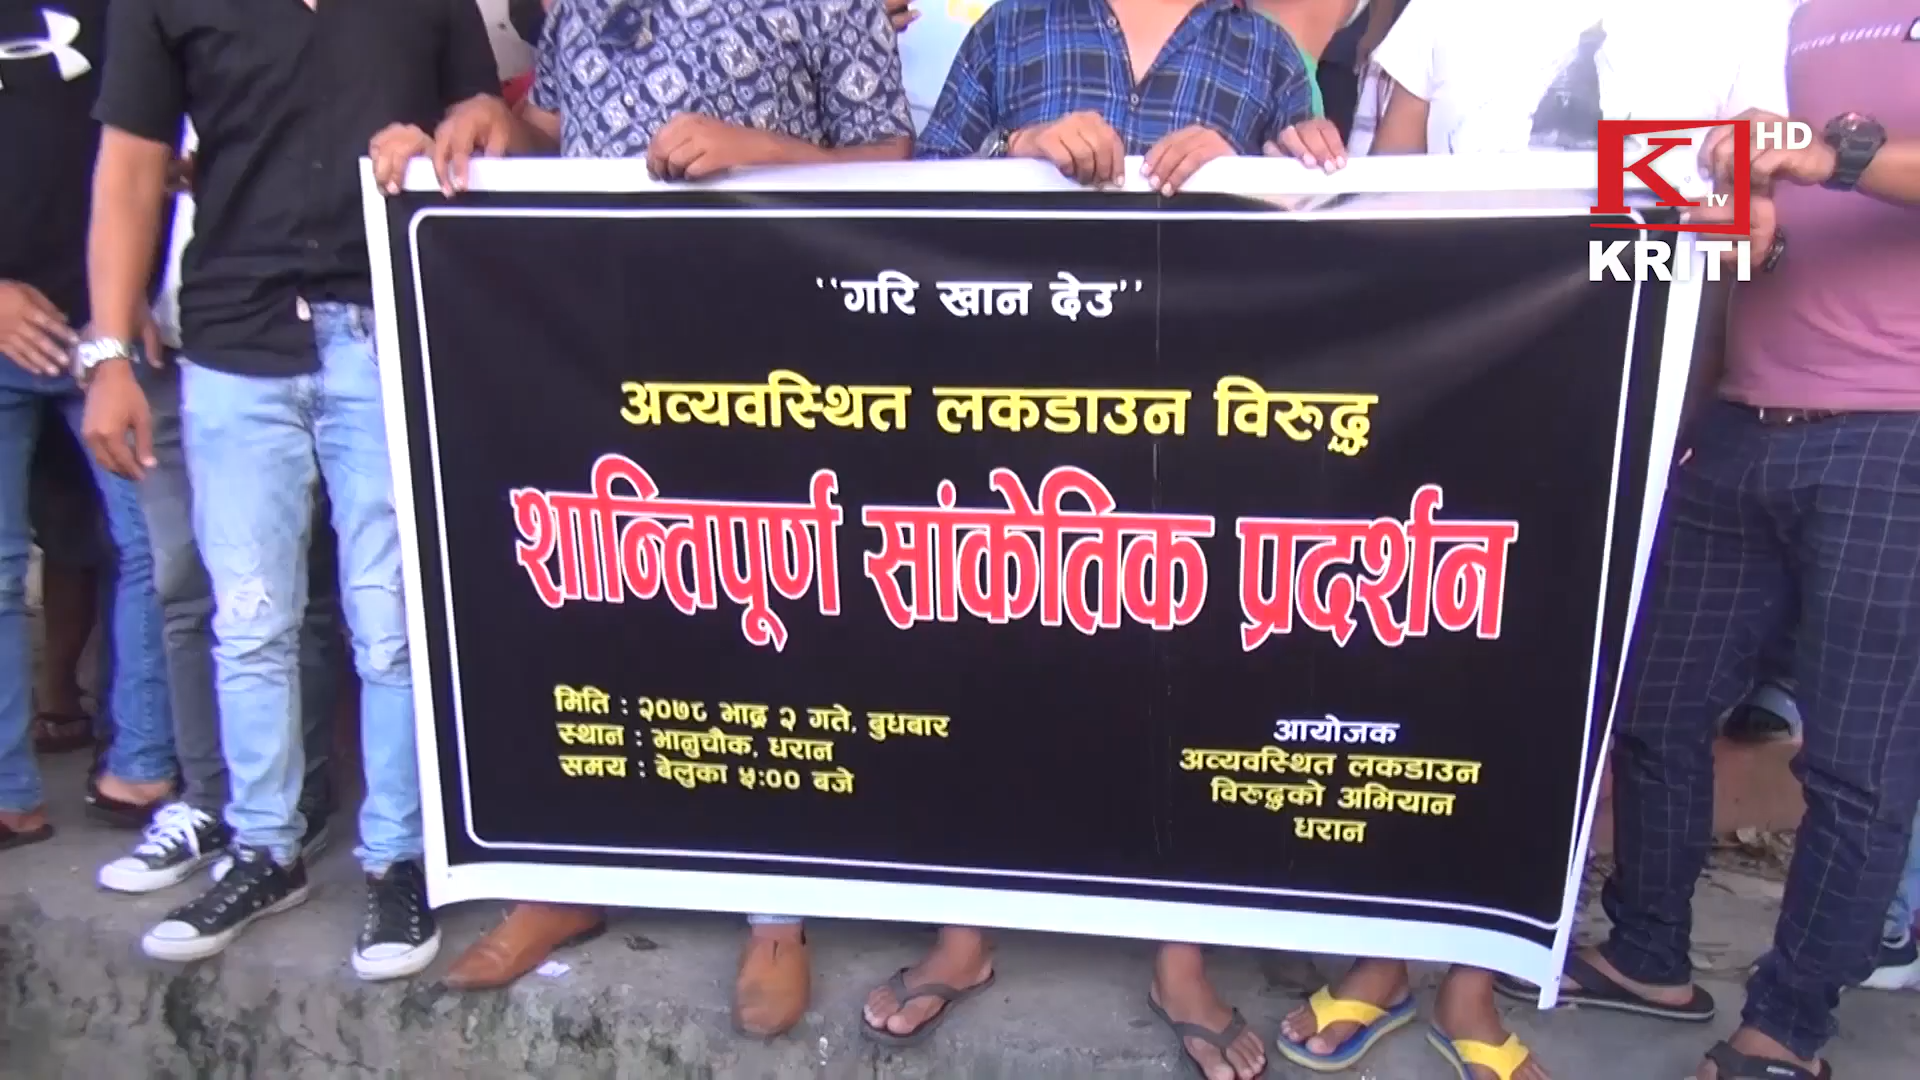 K TV HD
KRITI
‘‘गरि खान देउ’’
अव्यवस्थित लकडाउन विरुद्ध
शान्तिपूर्ण सांकेतिक प्रदर्शन
मिति : २०७८ भाद्र २ गते, बुधबार
स्थान : भानुचौक, धरान
समय : बेलुका ५:०० बजे
आयोजक
अव्यवस्थित लकडाउन
विरुद्धको अभियान
धरान